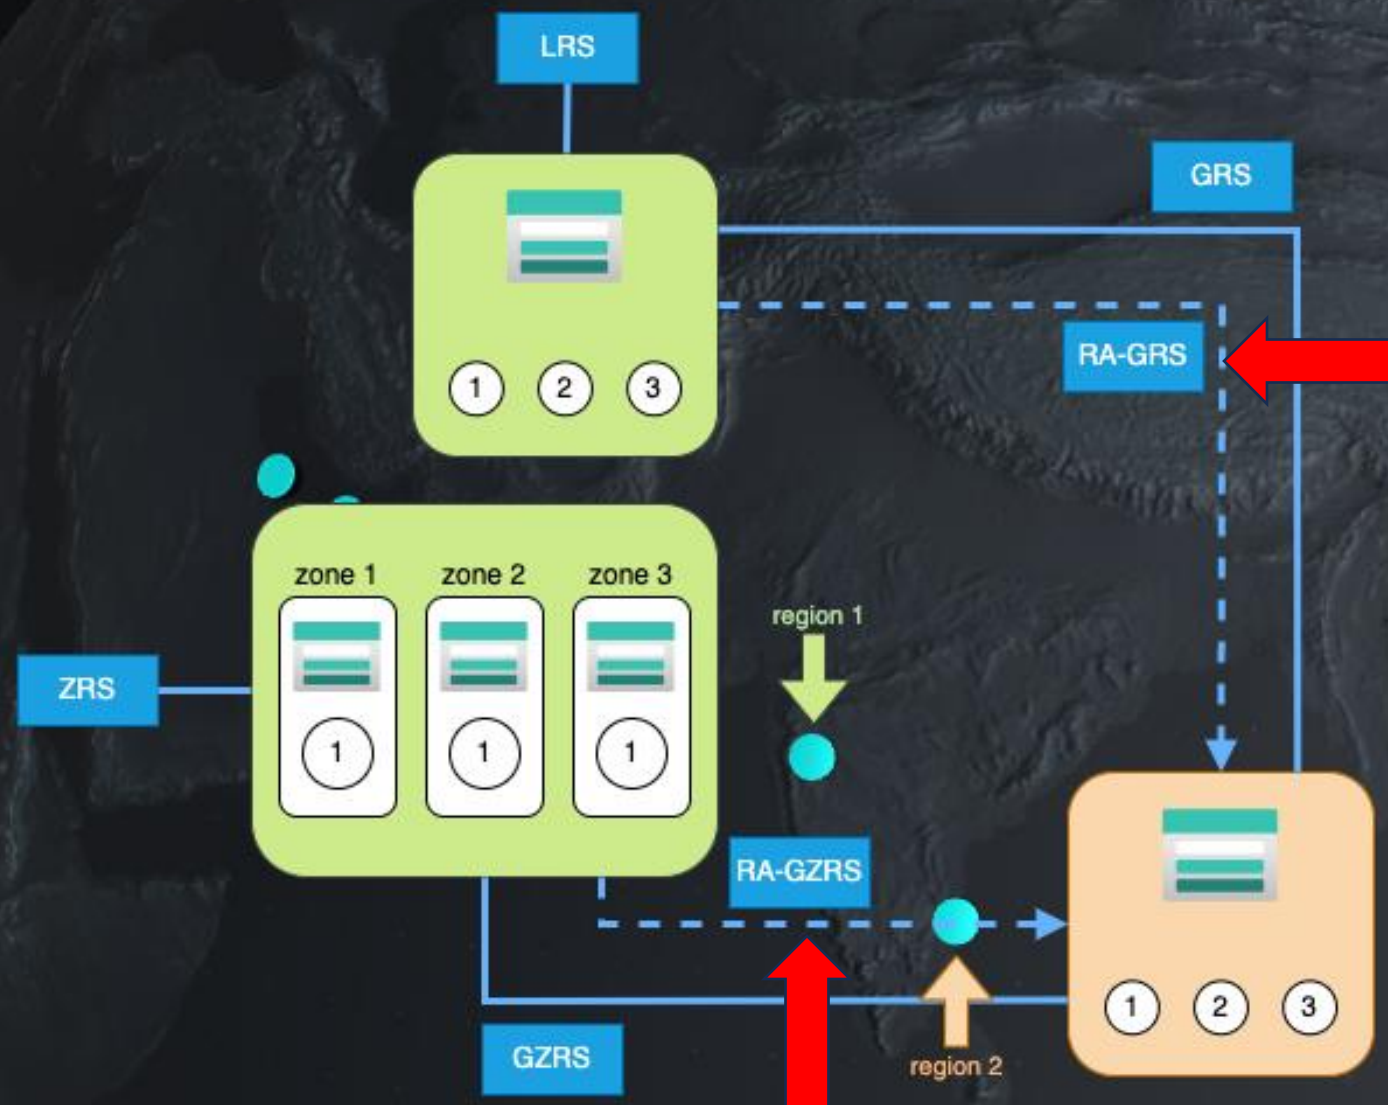 LRS
GRS
RA-GRS
1 2 3
zone 1 zone 2 zone 3
region 1
ZRS
1 1 1
RA-GZRS
1 2 3
GZRS
region 2